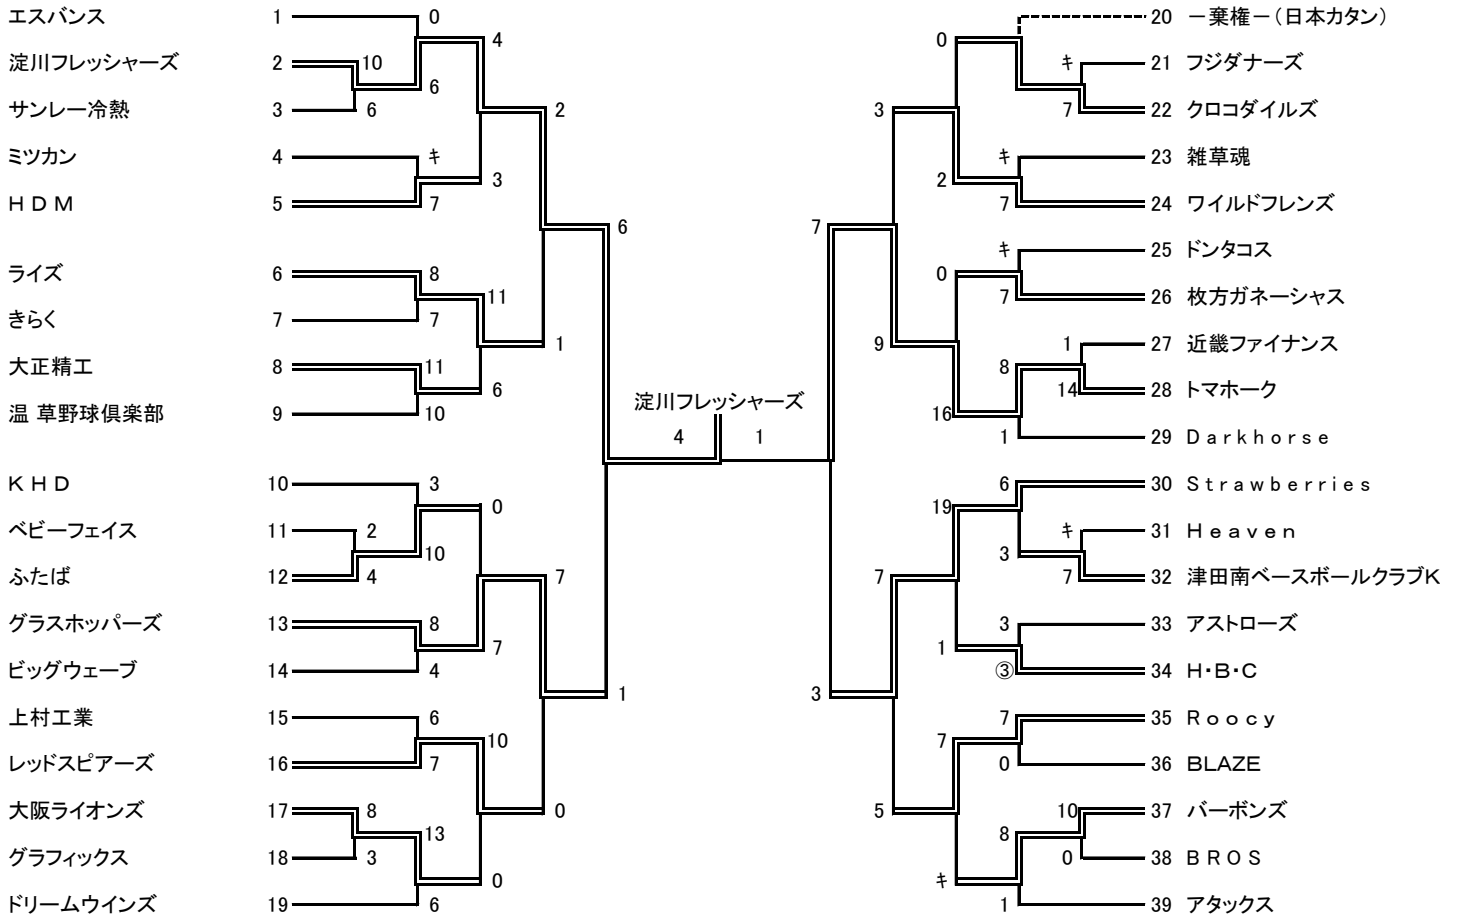 エスバンス 1 0 20 －棄権－(日本カタン)
4 0
淀川フレッシャーズ 2 10 キ 21 フジダナーズ
6
サンレー冷熱 3 6 2 3 7 22 クロコダイルズ
ミツカン 4 キ キ 23 雑草魂
3 2
HDM 5 7 7 24 ワイルドフレンズ
6 7
キ 25 ドンタコス
ライズ 6 8 0
11 7 26 枚方ガネーシャス
きらく 7 7
1 9 1 27 近畿ファイナンス
大正精工 8 11 8
6 14 28 トマホーク
淀川フレッシャーズ
温 草野球倶楽部 9 10 16
4 1 1 29 Darkhorse
KHD 10 3 6 30 Strawberries
0 19
ベビーフェイス 11 2 キ 31 Heaven
10 3
ふたば 12 4 7 7 7 32 津田南ベースボールクラブK
グラスホッパーズ 13 8 3 33 アストローズ
7 1
ビッグウェーブ 14 4 ③ 34 H・B・C
1 3
上村工業 15 6 7 35 Roocy
10 7
レッドスピアーズ 16 7 0 36 BLAZE
大阪ライオンズ 17 8 0 5 10 37 バーボンズ
13 8
グラフィックス 18 3 0 38 BROS
0 キ
ドリームウインズ 19 6 1 39 アタックス